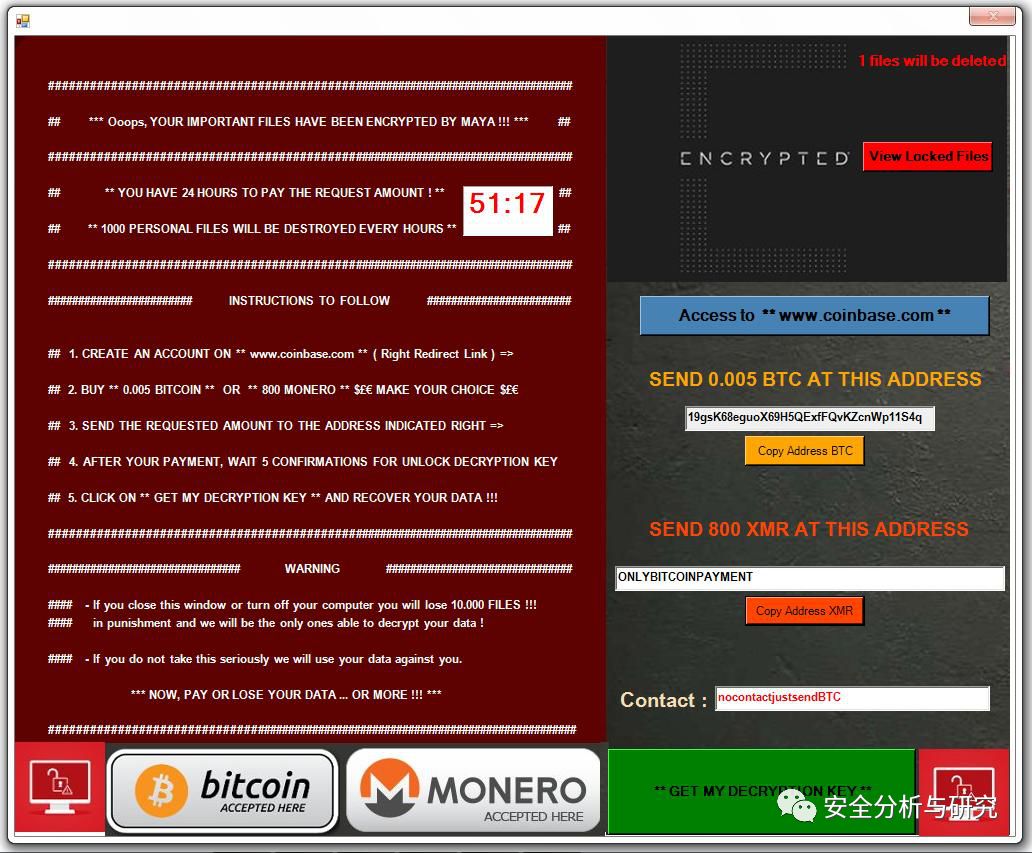 ##########################################################################
## *** Ooops, YOUR IMPORTANT FILES HAVE BEEN ENCRYPTED BY MAYA !!! *** ##
##########################################################################
## ** YOU HAVE 24 HOURS TO PAY THE REQUEST AMOUNT ! ** ##
51:17
## ** 1000 PERSONAL FILES WILL BE DESTROYED EVERY HOURS ** ##
##########################################################################
######################## INSTRUCTIONS TO FOLLOW ########################
## 1. CREATE AN ACCOUNT ON ** www.coinbase.com ** ( Right Redirect Link ) =>
## 2. BUY ** 0.005 BITCOIN ** OR ** 800 MONERO ** $£€ MAKE YOUR CHOICE $£€
## 3. SEND THE REQUESTED AMOUNT TO THE ADDRESS INDICATED RIGHT =>
## 4. AFTER YOUR PAYMENT, WAIT 5 CONFIRMATIONS FOR UNLOCK DECRYPTION KEY
## 5. CLICK ON ** GET MY DECRYPTION KEY ** AND RECOVER YOUR DATA !!!
##########################################################################
################################ WARNING ###############################
#### - If you close this window or turn off your computer you will lose 10.000 FILES !!!
#### in punishment and we will be the only ones able to decrypt your data !
#### - If you do not take this seriously we will use your data against you.
*** NOW, PAY OR LOSE YOUR DATA ... OR MORE !!! ***
##########################################################################
bitcoin
ACCEPTED HERE
MONERO
ACCEPTED HERE
1 files will be deleted
ENCRYPTED
View Locked Files
Access to ** www.coinbase.com **
SEND 0.005 BTC AT THIS ADDRESS
19gsK68eguoX69H5QExfFQvKZcnWp11S4q
Copy Address BTC
SEND 800 XMR AT THIS ADDRESS
ONLYBITCOINPAYMENT
Copy Address XMR
Contact :
nocontactjustsendBTC
** GET MY DECRYPTION KEY **
安全分析与研究